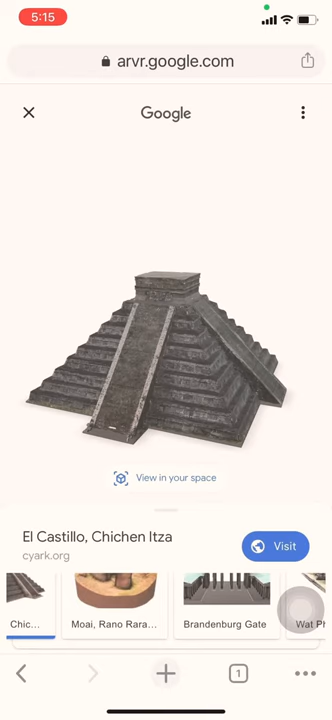 5:15
arvr.google.com
Google
View in your space
El Castillo, Chichen Itza
cyark.org
Visit
Chic...
Moai, Rano Rara...
Brandenburg Gate
Wat Ph
1